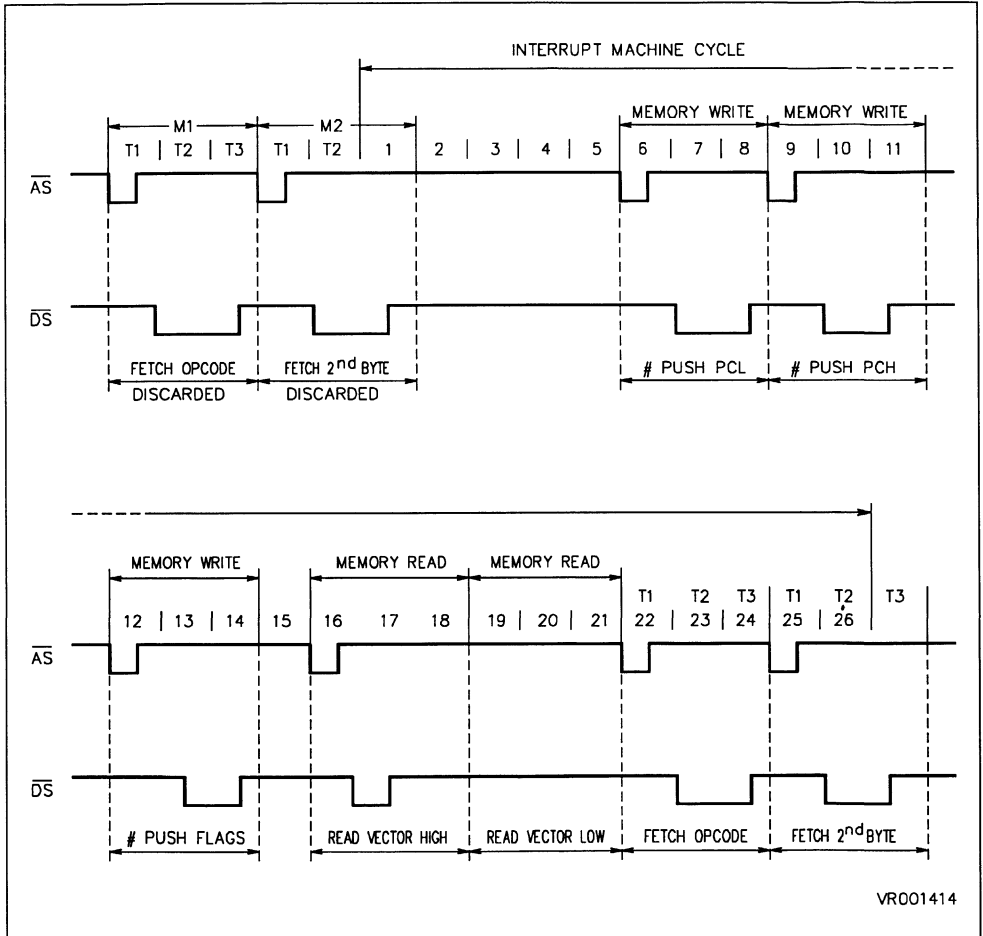 INTERRUPT MACHINE CYCLE
M1 M2 MEMORY WRITE MEMORY WRITE
T1 | T2 | T3 T1 | T2 1 2 | 3 | 4 | 5 6 | 7 | 8 9 | 10 | 11
AS
DS
FETCH OPCODE FETCH 2nd BYTE # PUSH PCL # PUSH PCH
DISCARDED DISCARDED
MEMORY WRITE MEMORY READ MEMORY READ
T1 T2 T3 T1 T2 T3
12 | 13 | 14 15 16 17 18 19 | 20 | 21 22 | 23 | 24 25 | 26
AS
DS
# PUSH FLAGS READ VECTOR HIGH READ VECTOR LOW FETCH OPCODE FETCH 2nd BYTE
VR001414